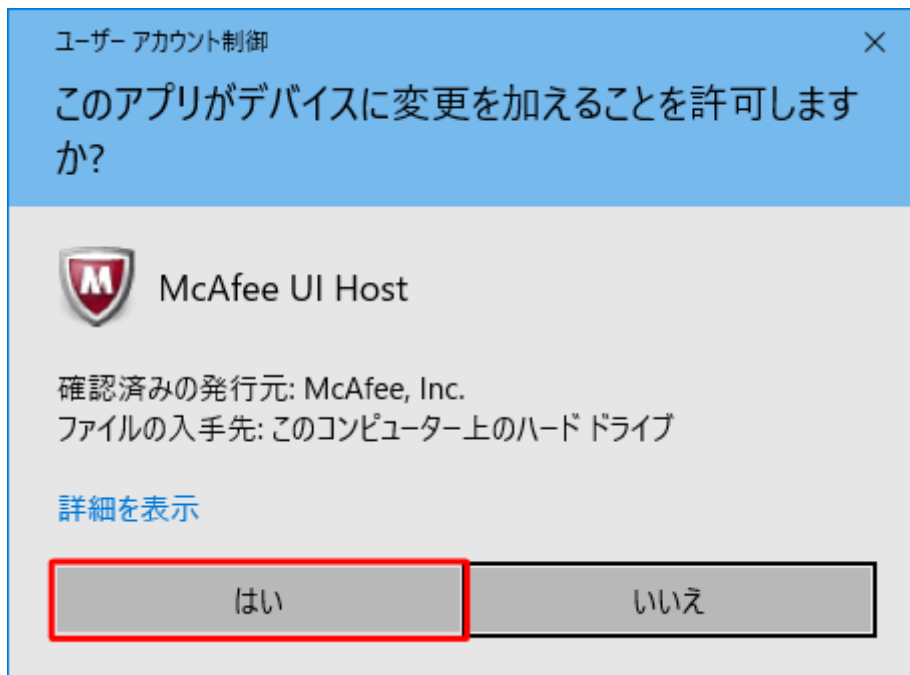 ユーザー アカウント制御
このアプリがデバイスに変更を加えることを許可します
か?
McAfee UI Host
確認済みの発行元: McAfee, Inc.
ファイルの入手先: このコンピューター上のハード ドライブ
詳細を表示
はい いいえ